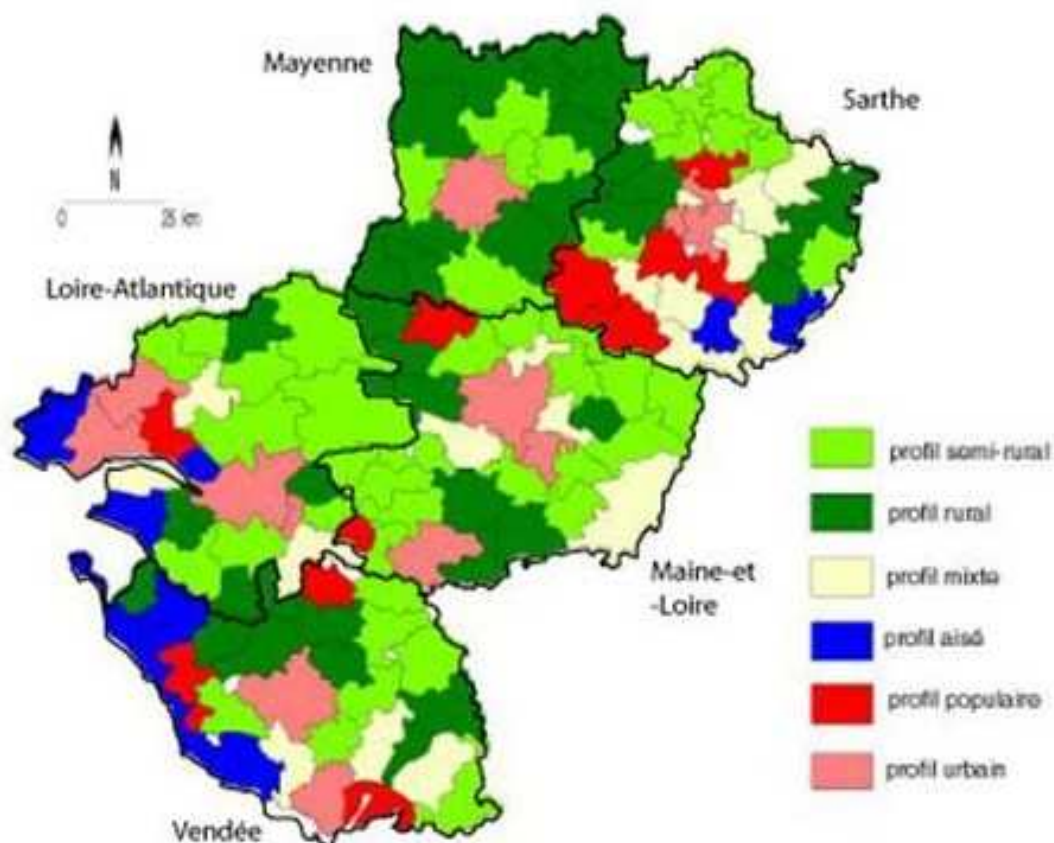 Mayenne
Sarthe
N
0 25 km
Loire-Atlantique
profil semi-rural
profil rural
profil mixte
Maine-et
-Loire
profil aisé
profil populaire
profil urbain
Vendée